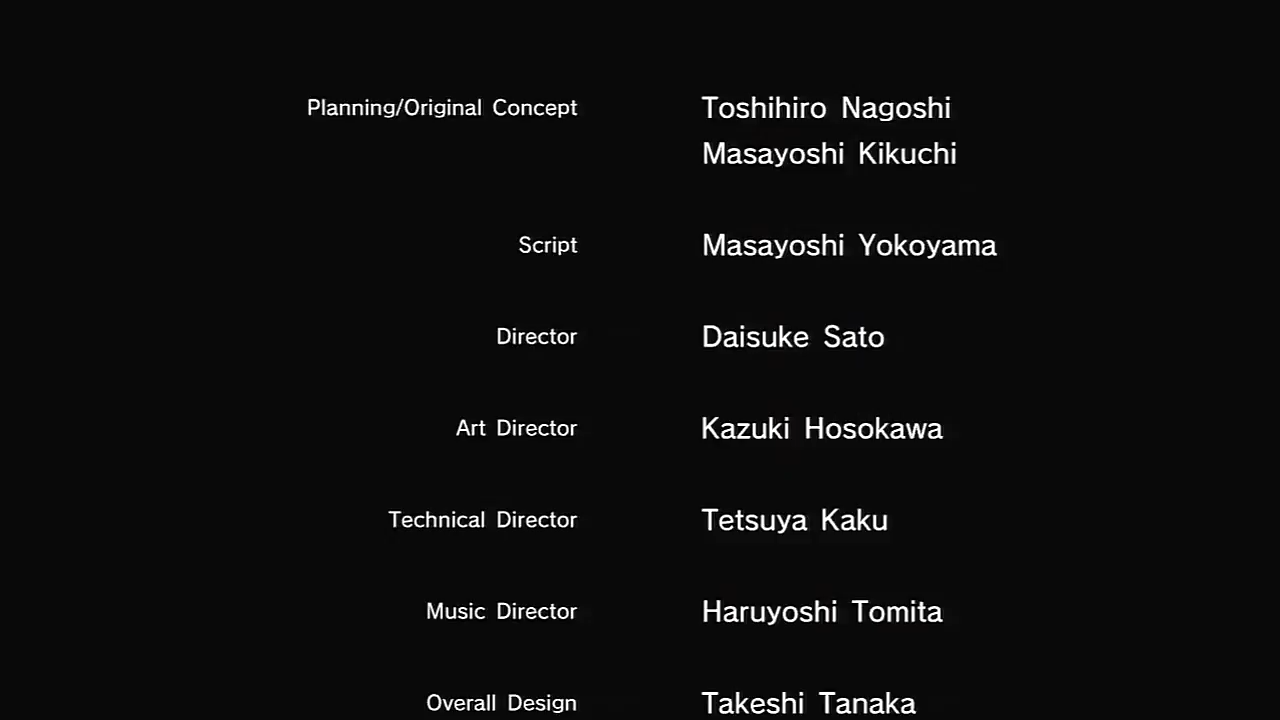 Planning/Original Concept Toshihiro Nagoshi
Masayoshi Kikuchi
Script Masayoshi Yokoyama
Director Daisuke Sato
Art Director Kazuki Hosokawa
Technical Director Tetsuya Kaku
Music Director Haruyoshi Tomita
Overall Design Takeshi Tanaka